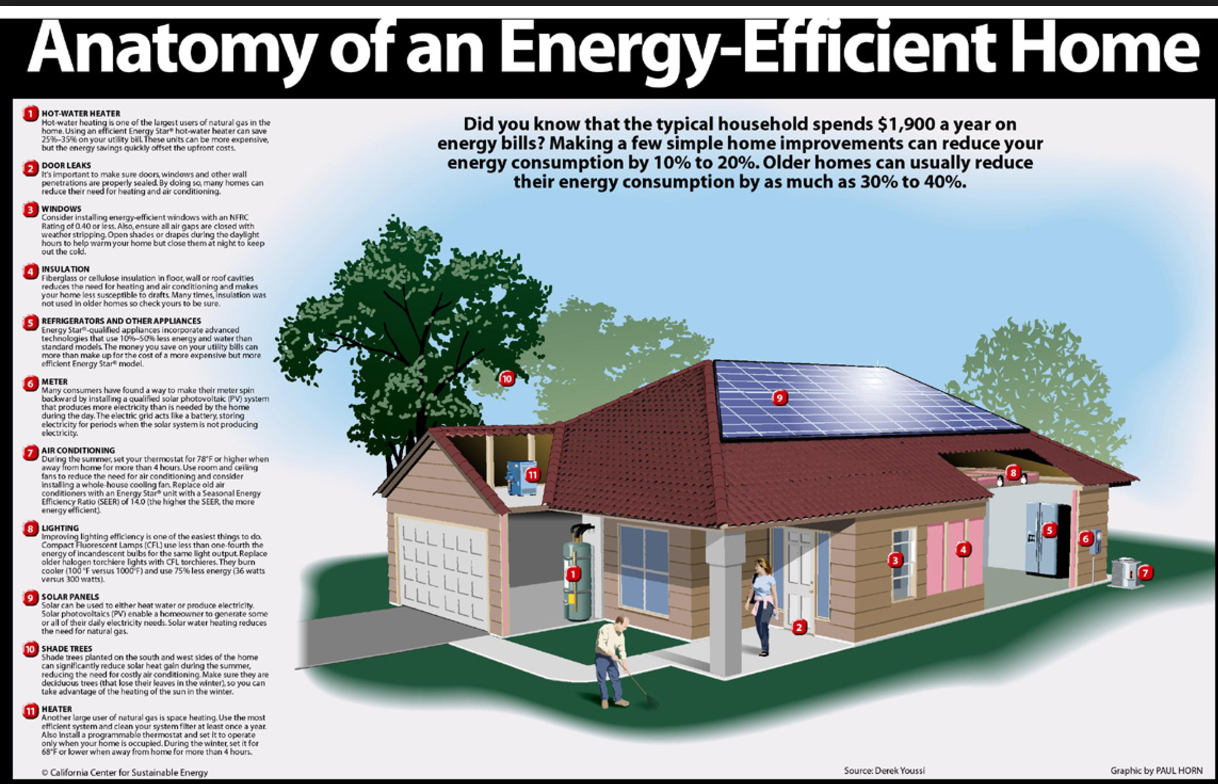 Anatomy of an Energy-Efficient Home
Did you know that the typical household spends $1,900 a year on
energy bills? Making a few simple home improvements can reduce your
energy consumption by 10% to 20%. Older homes can usually reduce
their energy consumption by as much as 30% to 40%.
1 HOT-WATER HEATER
Hot-water heating is one of the largest users of natural gas in the
home. Using an efficient Energy Star® hot-water heater can save
25%–35% on your utility bill. These units can be more expensive,
but the energy savings quickly offset the upfront costs.
2 DOOR LEAKS
It's important to make sure doors, windows and other wall
penetrations are properly sealed. By doing so, many homes can
reduce their need for heating and air conditioning.
3 WINDOWS
Consider installing energy-efficient windows with an NFRC
Rating of 0.40 or less. Also, ensure all air gaps are closed with
weather stripping. Open shades or drapes during the daylight
hours to help warm your home but close them at night to keep
out the cold.
4 INSULATION
Fiberglass or cellulose insulation in floor, wall or roof cavities
reduces the need for heating and air conditioning and makes
your home less susceptible to drafts. Many times, insulation was
not used in older homes so check yours to be sure.
5 REFRIGERATORS AND OTHER APPLIANCES
Energy Star®-qualified appliances incorporate advanced
technologies that use 10%–50% less energy and water than
standard models. The money you save on your utility bills can
more than make up for the cost of a more expensive but more
efficient Energy Star® model.
6 METER
Many consumers have found a way to make their meter spin
backward by installing a qualified solar photovoltaic (PV) system
that produces more electricity than is needed by the home
during the day. The electric grid acts like a battery, storing
electricity for periods when the solar system is not producing
electricity.
7 AIR CONDITIONING
During the summer, set your thermostat for 78°F or higher when
away from home for more than 4 hours. Use room and ceiling
fans to reduce the need for air conditioning and consider
installing a whole-house cooling fan. Replace old air
conditioners with an Energy Star® unit with a Seasonal Energy
Efficiency Ratio (SEER) of 14.0 (the higher the SEER, the more
energy efficient).
8 LIGHTING
Improving lighting efficiency is one of the easiest things to do.
Compact Fluorescent Lamps (CFL) use less than one-fourth the
energy of incandescent bulbs for the same light output. Replace
older halogen torchiere lights with CFL torchieres. They burn
cooler (100 °F versus 1000°F) and use 75% less energy (36 watts
versus 300 watts).
9 SOLAR PANELS
Solar can be used to either heat water or produce electricity.
Solar photovoltaics (PV) enable a homeowner to generate some
or all of their daily electricity needs. Solar water heating reduces
the need for natural gas.
10 SHADE TREES
Shade trees planted on the south and west sides of the home
can significantly reduce solar heat gain during the summer,
reducing the need for costly air conditioning. Make sure they are
deciduous trees (that lose their leaves in the winter), so you can
take advantage of the heating of the sun in the winter.
11 HEATER
Another large user of natural gas is space heating. Use the most
efficient system and clean your system filter at least once a year.
Also install a programmable thermostat and set it to operate
only when your home is occupied. During the winter, set it for
68°F or lower when away from home for more than 4 hours.
10
9
11
8
5
6
3
4
1
7
2
© California Center for Sustainable Energy
Source: Derek Youssi
Graphic by PAUL HORN